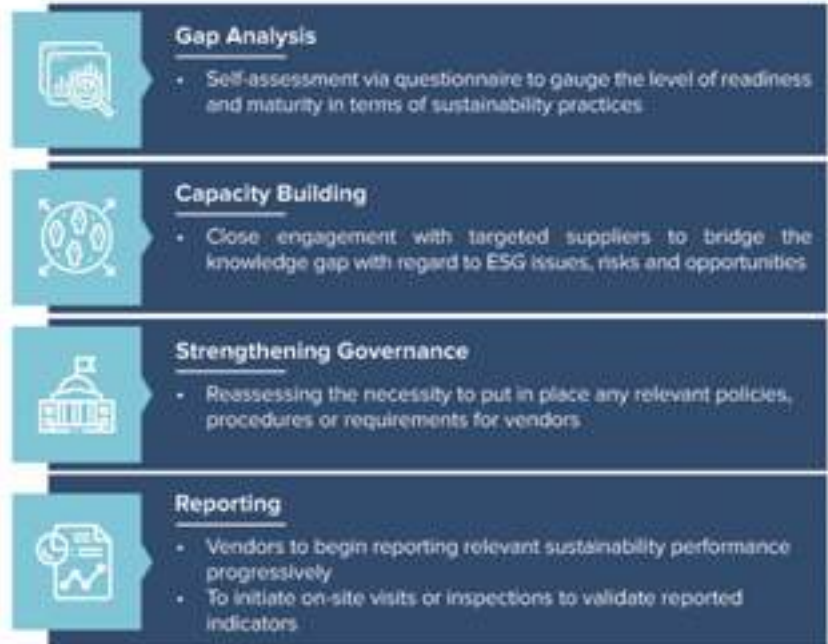 Gap Analysis
• Self-assessment via questionnaire to gauge the level of readiness
and maturity in terms of sustainability practices
Capacity Building
• Close engagement with targeted suppliers to bridge the
knowledge gap with regard to ESG issues, risks and opportunities
Strengthening Governance
• Reassessing the necessity to put in place any relevant policies,
procedures or requirements for vendors
Reporting
• Vendors to begin reporting relevant sustainability performance
progressively
• To initiate on-site visits or inspections to validate reported
indicators